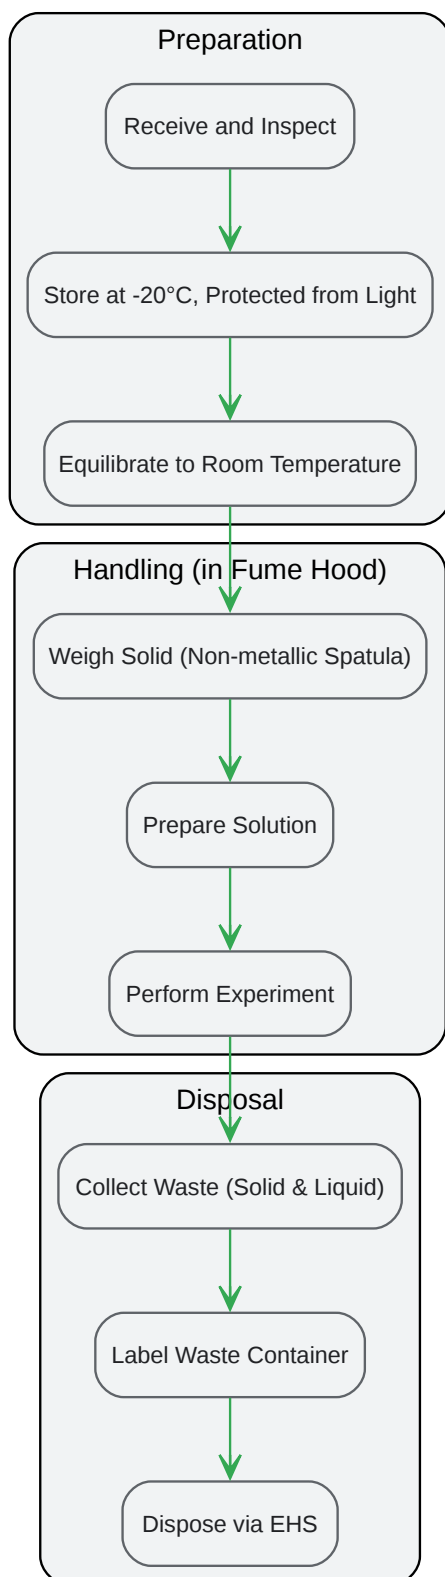 Preparation
Receive and Inspect
Store at -20°C, Protected from Light
Equilibrate to Room Temperature
Handling (in Fume Hood)
Weigh Solid (Non-metallic Spatula)
Prepare Solution
Perform Experiment
Disposal
Collect Waste (Solid & Liquid)
Label Waste Container
Dispose via EHS